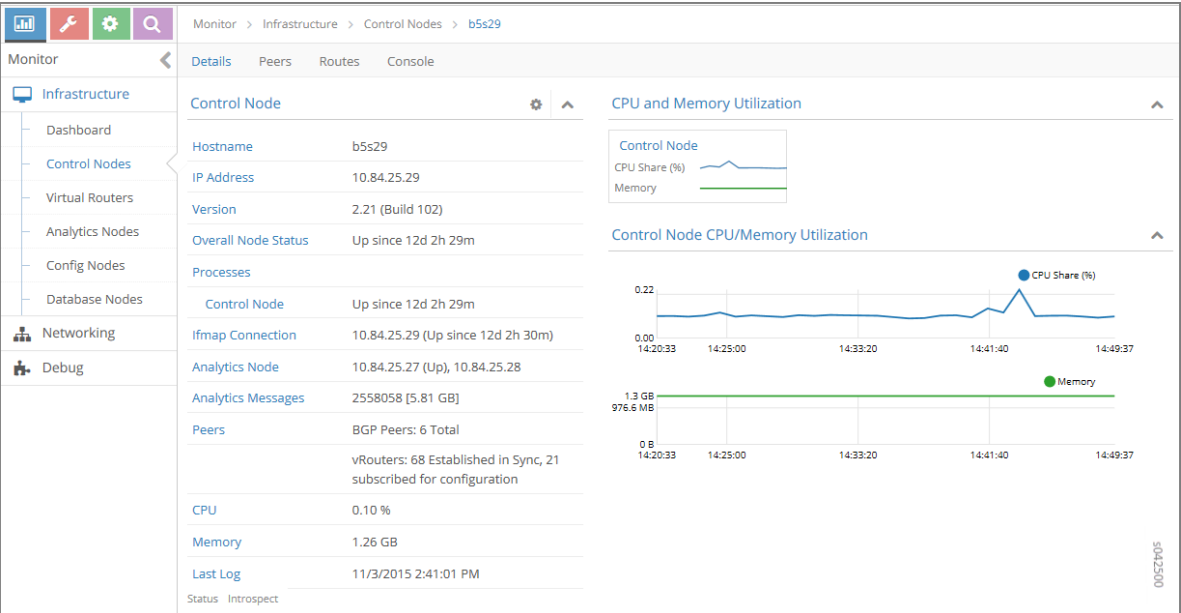 Monitor > Infrastructure > Control Nodes > b5s29
Monitor
Infrastructure
Dashboard
Control Nodes
Virtual Routers
Analytics Nodes
Config Nodes
Database Nodes
Networking
Debug
Details Peers Routes Console
Control Node
Hostname b5s29
IP Address 10.84.25.29
Version 2.21 (Build 102)
Overall Node Status Up since 12d 2h 29m
Processes
Control Node Up since 12d 2h 29m
Ifmap Connection 10.84.25.29 (Up since 12d 2h 30m)
Analytics Node 10.84.25.27 (Up), 10.84.25.28
Analytics Messages 2558058 [5.81 GB]
Peers BGP Peers: 6 Total
vRouters: 68 Established in Sync, 21
subscribed for configuration
CPU 0.10 %
Memory 1.26 GB
Last Log 11/3/2015 2:41:01 PM
Status Introspect
CPU and Memory Utilization
Control Node
CPU Share (%)
Memory
Control Node CPU/Memory Utilization
CPU Share (%)
0.22
0.00
14:20:33 14:25:00 14:33:20 14:41:40 14:49:37
Memory
1.3 GB
976.6 MB
0 B
14:20:33 14:25:00 14:33:20 14:41:40 14:49:37
s042500